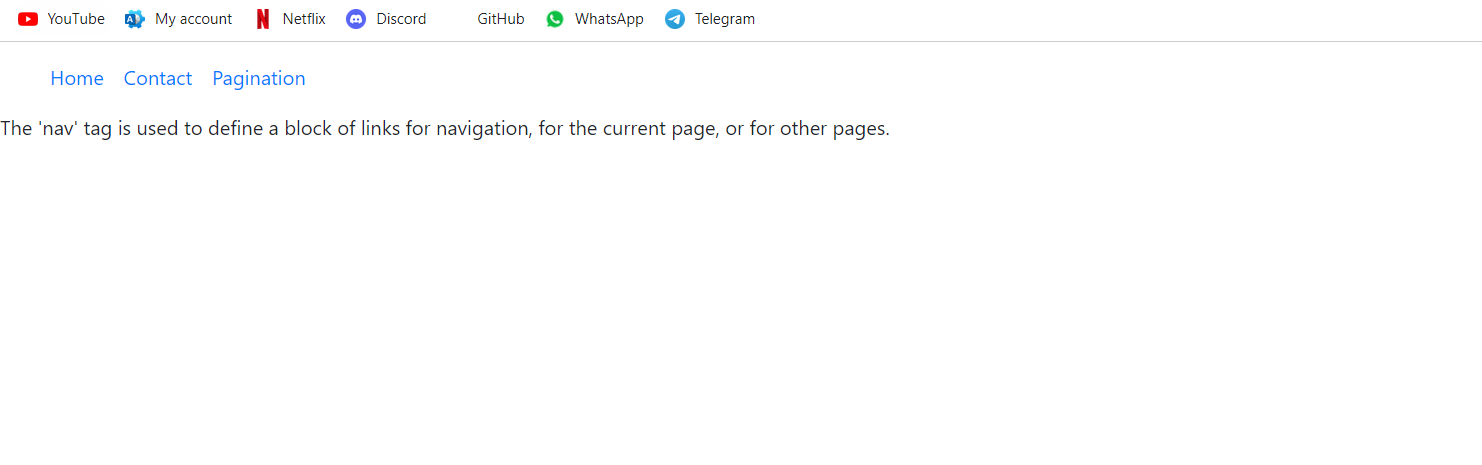 YouTube My account Netflix Discord GitHub WhatsApp Telegram
Home Contact Pagination
The 'nav' tag is used to define a block of links for navigation, for the current page, or for other pages.